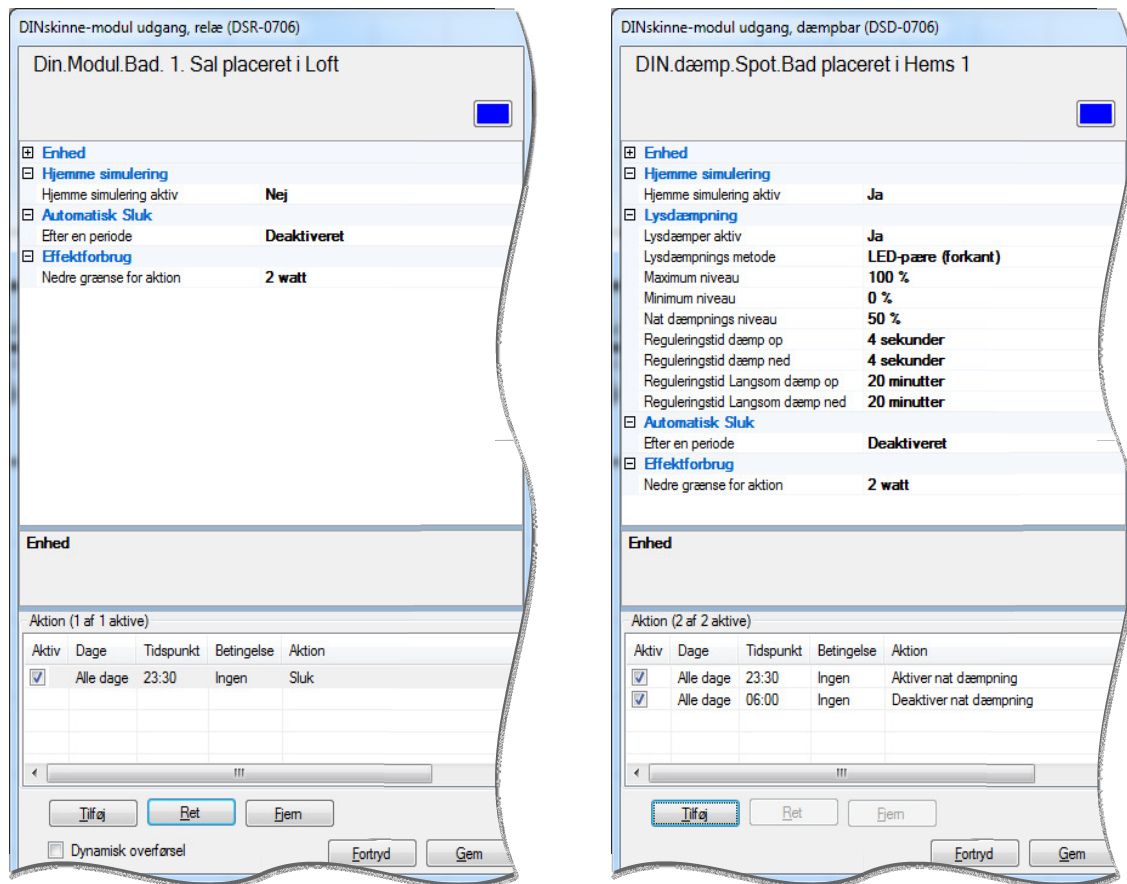 DINskinne-modul udgang, relæ (DSR-0706)
Din.Modul.Bad. 1. Sal placeret i Loft
Enhed
Hjemme simulering
Hjemme simulering aktiv Nej
Automatisk Sluk
Efter en periode Deaktiveret
Effektforbrug
Nedre grænse for aktion 2 watt
Enhed
Aktion (1 af 1 aktive)
Aktiv Dage Tidspunkt Betingelse Aktion
Alle dage 23:30 Ingen Sluk
Tilføj Ret Fjern
Dynamisk overførsel Fortryd Gem
DINskinne-modul udgang, dæmpbar (DSD-0706)
DIN.dæmp.Spot.Bad placeret i Hems 1
Enhed
Hjemme simulering
Hjemme simulering aktiv Ja
Lysdæmpning
Lysdæmper aktiv Ja
Lysdæmpnings metode LED-pære (forkant)
Maximum niveau 100 %
Minimum niveau 0 %
Nat dæmpnings niveau 50 %
Reguleringstid dæmp op 4 sekunder
Reguleringstid dæmp ned 4 sekunder
Reguleringstid Langsom dæmp op 20 minutter
Reguleringstid Langsom dæmp ned 20 minutter
Automatisk Sluk
Efter en periode Deaktiveret
Effektforbrug
Nedre grænse for aktion 2 watt
Enhed
Aktion (2 af 2 aktive)
Aktiv Dage Tidspunkt Betingelse Aktion
Alle dage 23:30 Ingen Aktiver nat dæmpning
Alle dage 06:00 Ingen Deaktiver nat dæmpning
Tilføj Ret Fjern
Fortryd Gem